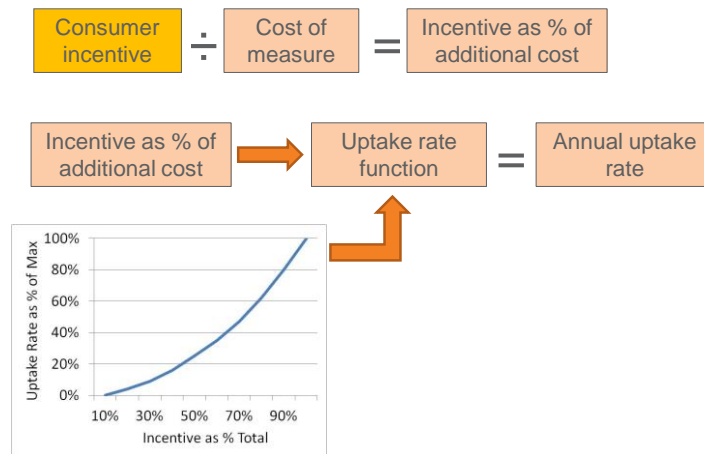 Consumer
incentive
÷
Cost of
measure
=
Incentive as % of
additional cost
Incentive as % of
additional cost
Uptake rate
function
=
Annual uptake
rate
Uptake Rate as % of Max
100%
80%
60%
40%
20%
0%
10% 30% 50% 70% 90%
Incentive as % Total